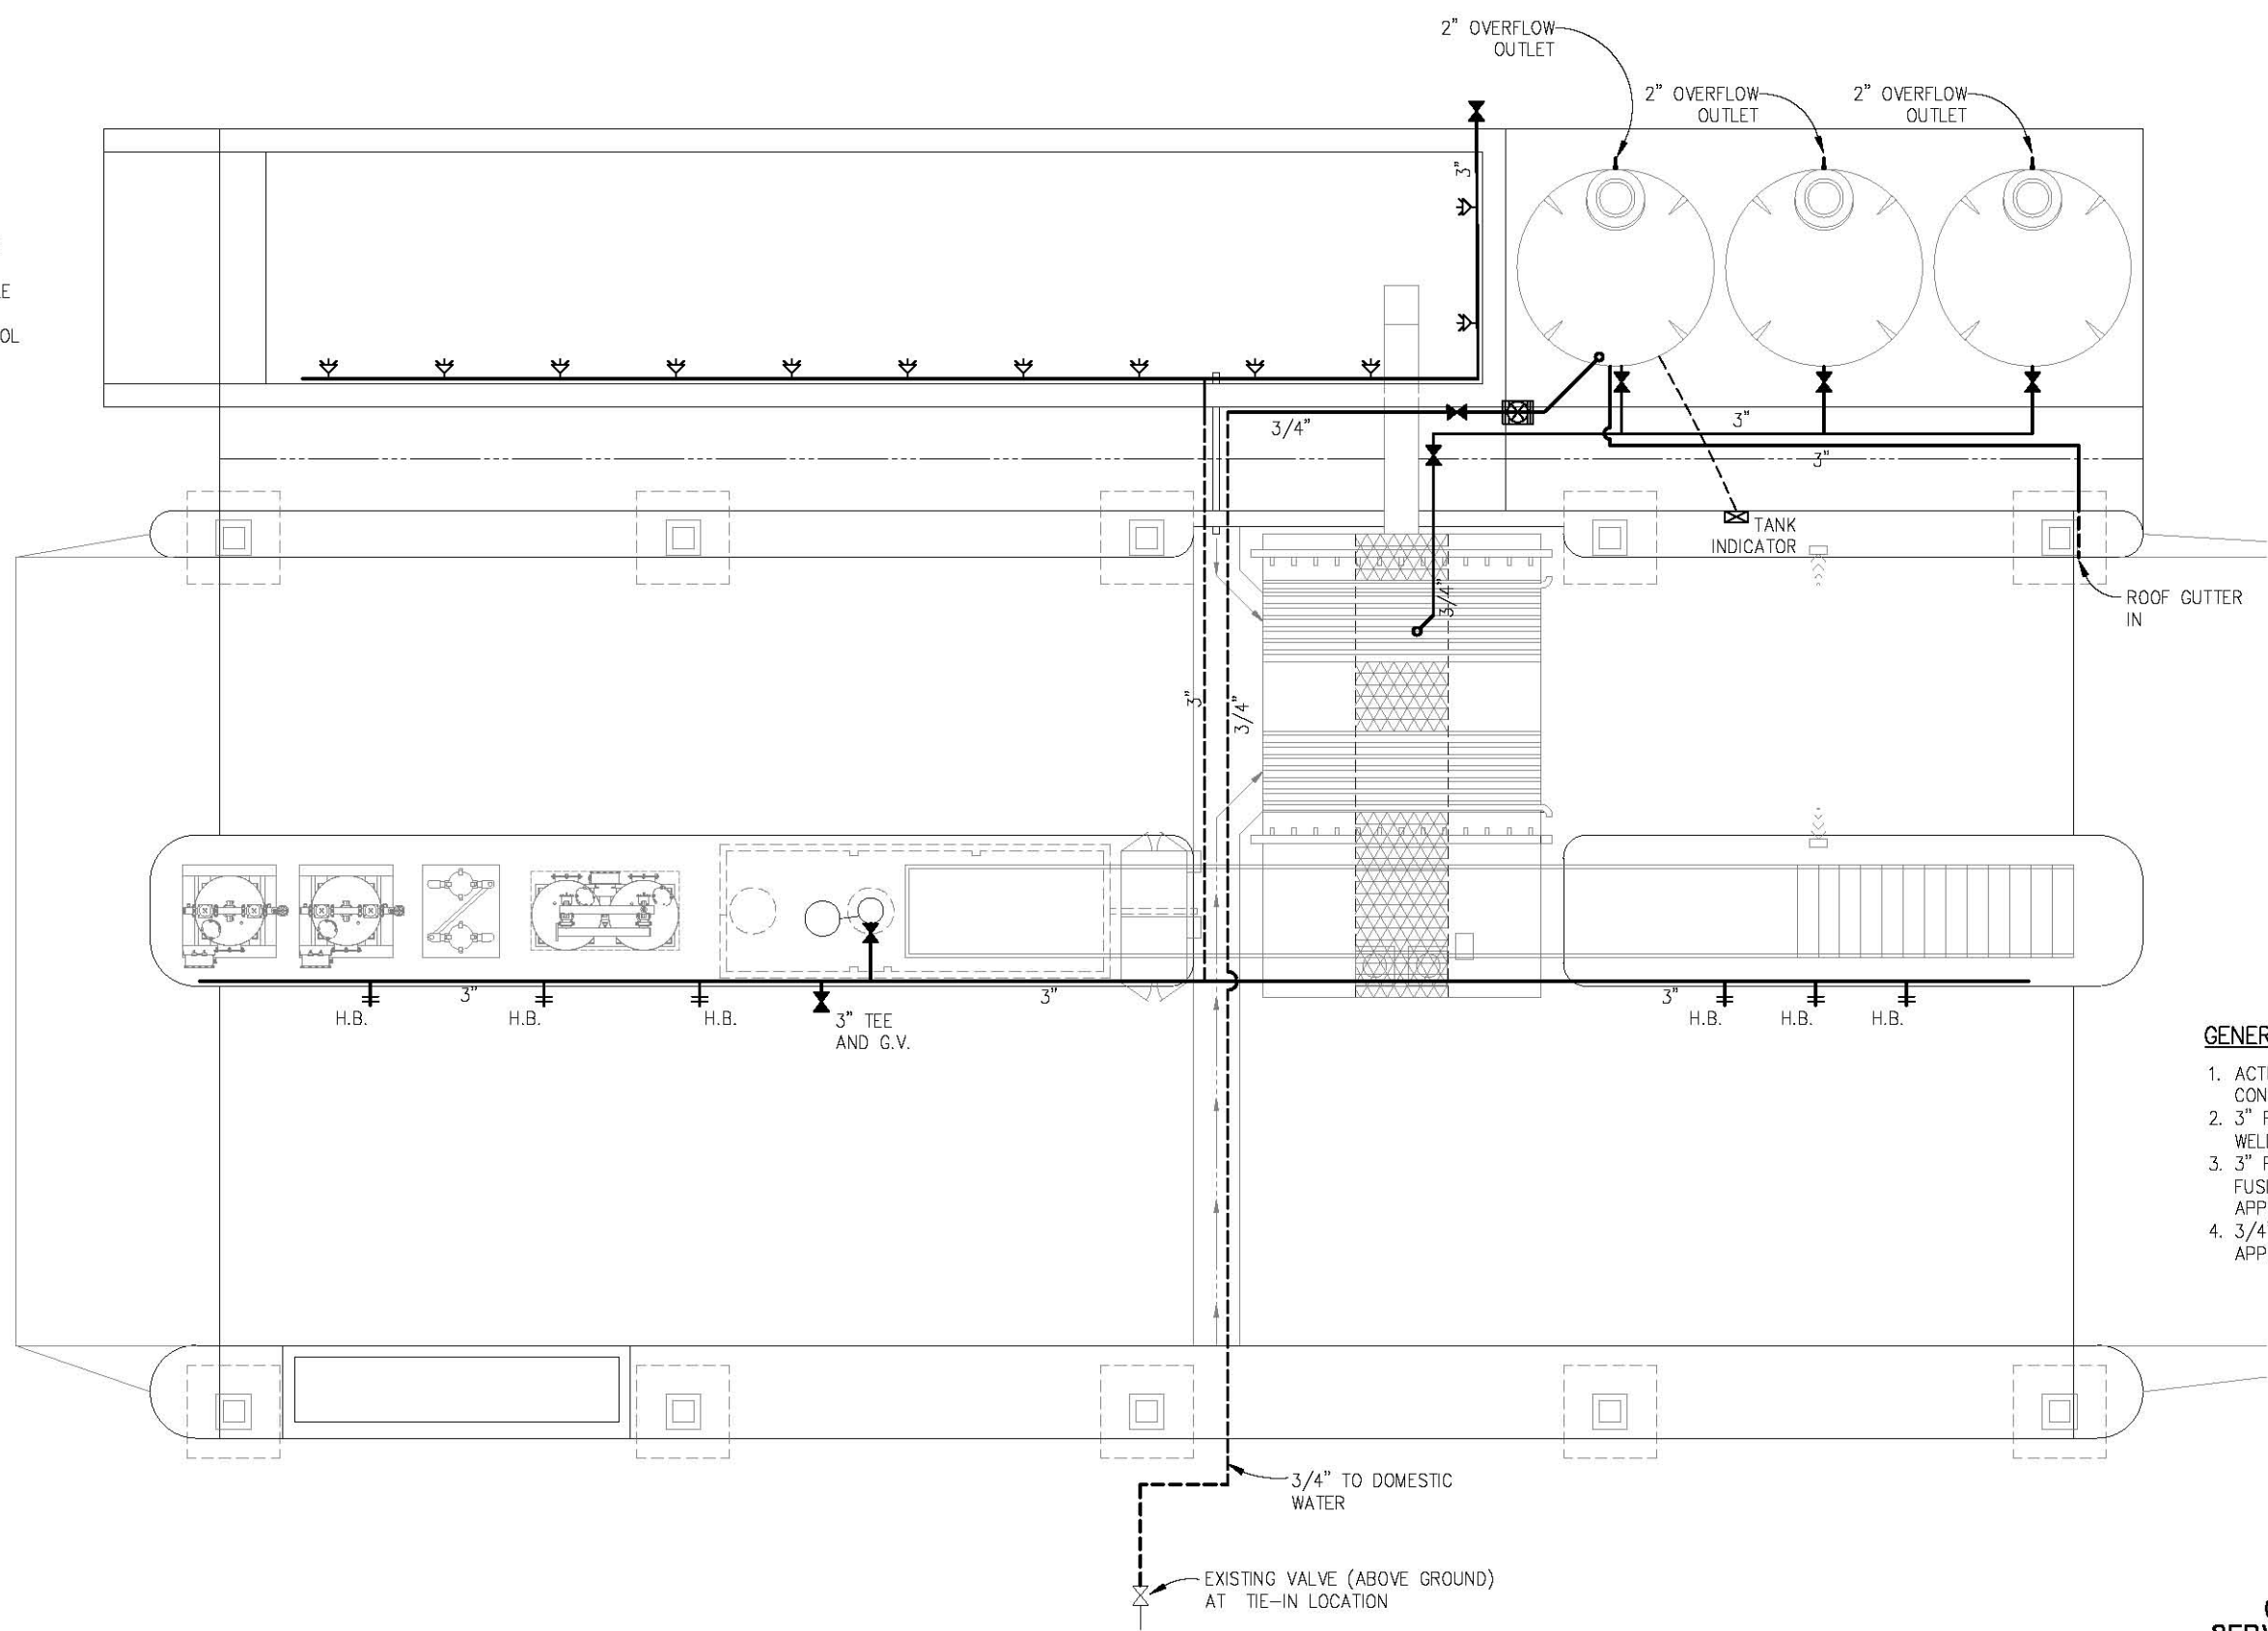 2" OVERFLOW
OUTLET
2" OVERFLOW
OUTLET
2" OVERFLOW
OUTLET
3"
E
OL
3/4"
3"
3"
TANK
INDICATOR
3/4"
ROOF GUTTER
IN
3"
3/4"
3"
3"
3"
H.B.
H.B.
H.B.
3" TEE
AND G.V.
H.B.
H.B.
H.B.
GENER
1. ACT
CON
2. 3"
WEL
3. 3"
FUS
APP
4. 3/4
APP
3/4" TO DOMESTIC
WATER
EXISTING VALVE (ABOVE GROUND)
AT TIE-IN LOCATION